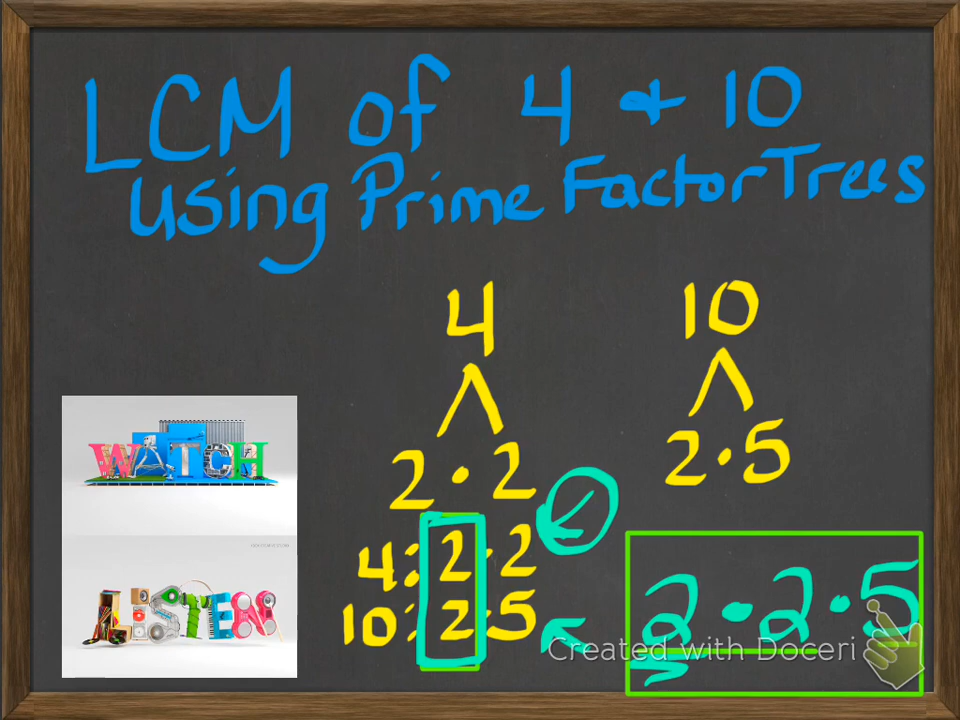 LCM of 4 & 10
Using Prime Factor Trees
4 10
2 · 2 2 · 5
4: 2 · 2
10: 2 · 5
2 · 2 · 5
WATCH
LISTEN
Created with Doceri